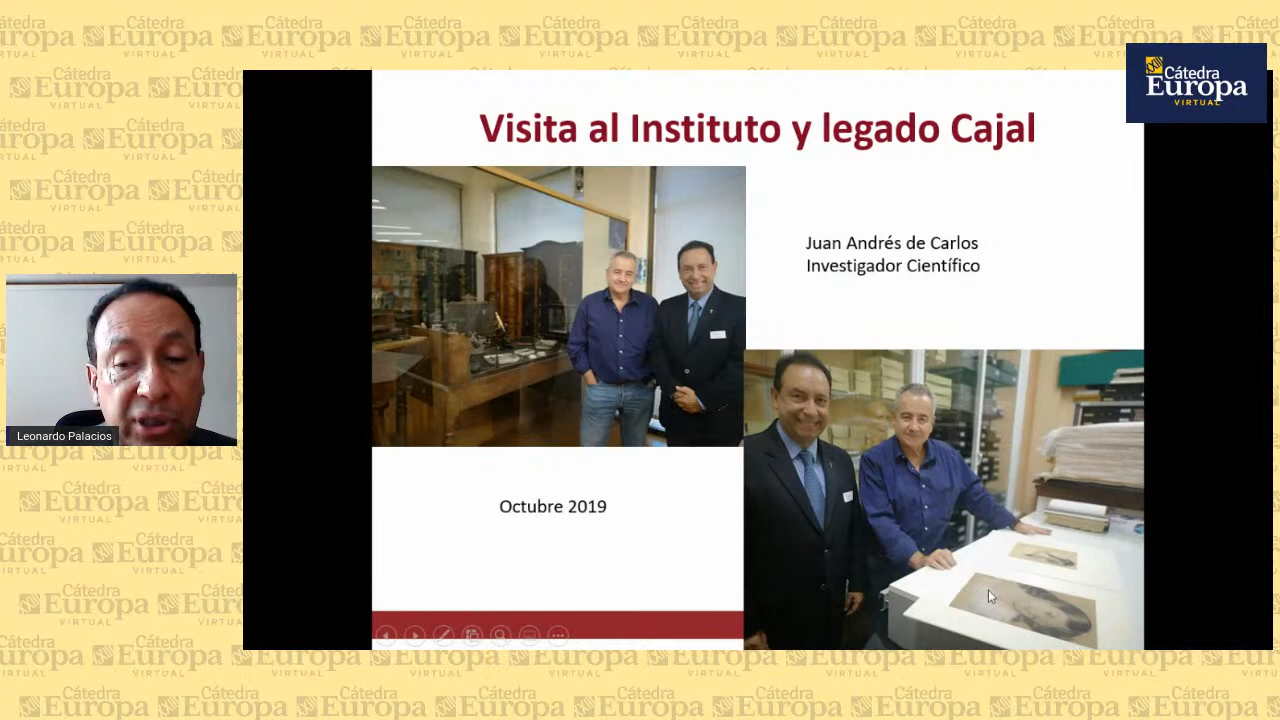 Cátedra
Europa
VIRTUAL
Visita al Instituto y legado Cajal
Juan Andrés de Carlos
Investigador Científico
Leonardo Palacios
Octubre 2019